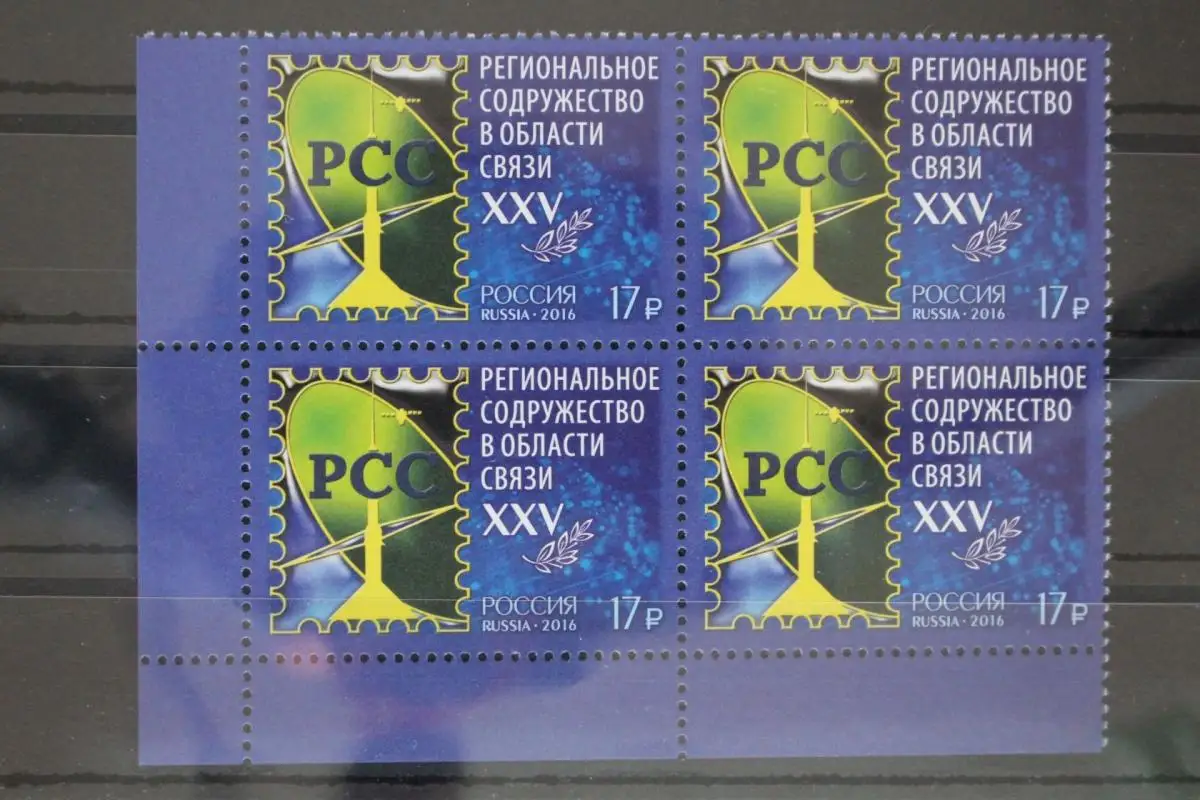 РСС
РЕГИОНАЛЬНОЕ
СОДРУЖЕСТВО
В ОБЛАСТИ
СВЯЗИ
XXV
РОССИЯ
RUSSIA · 2016
17₽
РСС
РЕГИОНАЛЬНОЕ
СОДРУЖЕСТВО
В ОБЛАСТИ
СВЯЗИ
XXV
РОССИЯ
RUSSIA · 2016
17₽
РСС
РЕГИОНАЛЬНОЕ
СОДРУЖЕСТВО
В ОБЛАСТИ
СВЯЗИ
XXV
РОССИЯ
RUSSIA · 2016
17₽
РСС
РЕГИОНАЛЬНОЕ
СОДРУЖЕСТВО
В ОБЛАСТИ
СВЯЗИ
XXV
РОССИЯ
RUSSIA · 2016
17₽